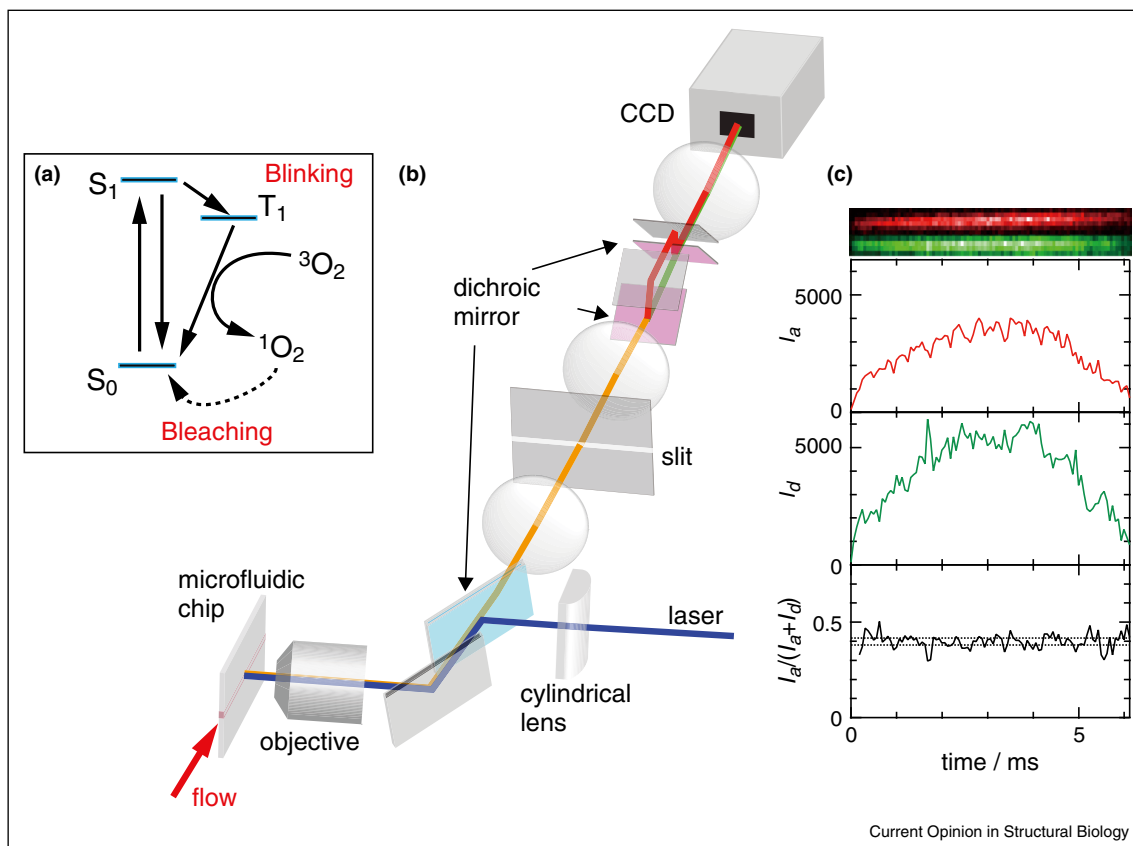 (a)
Blinking
S1
T1
³O₂
¹O₂
S0
Bleaching
(b)
CCD
dichroic
mirror
slit
microfluidic
chip
laser
objective
cylindrical
lens
flow
(c)
5000
Ia
0
5000
Id
0
0.5
Ia/(Ia+Id)
0
0 5
time / ms
Current Opinion in Structural Biology